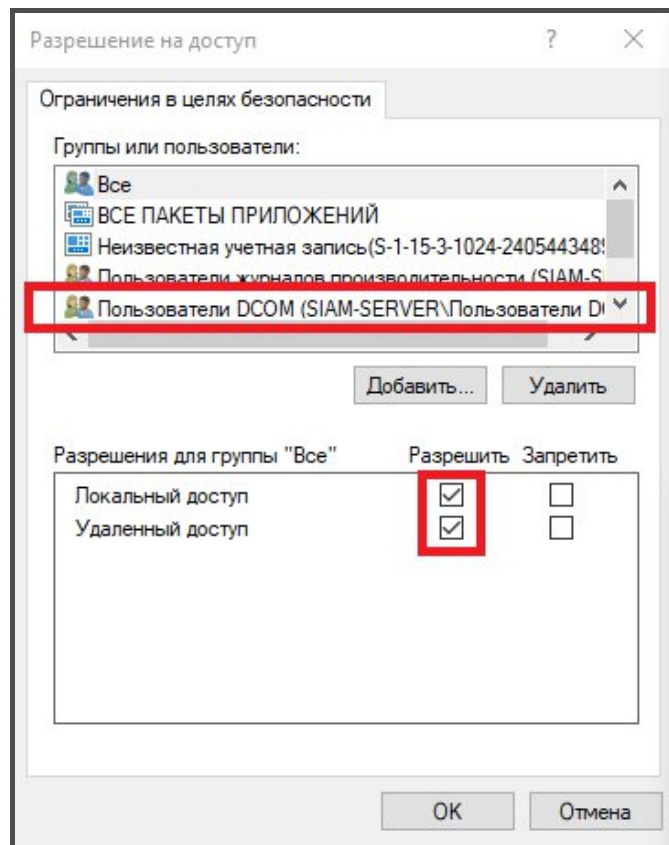 Разрешение на доступ
Ограничения в целях безопасности
Группы или пользователи:
Все
ВСЕ ПАКЕТЫ ПРИЛОЖЕНИЙ
Неизвестная учетная запись(S-1-15-3-1024-240544348
Пользователи журналов производительности (SIAM-S
Пользователи DCOM (SIAM-SERVER\Пользователи D
Добавить... Удалить
Разрешения для группы "Все" Разрешить Запретить
Локальный доступ
Удаленный доступ
OK Отмена